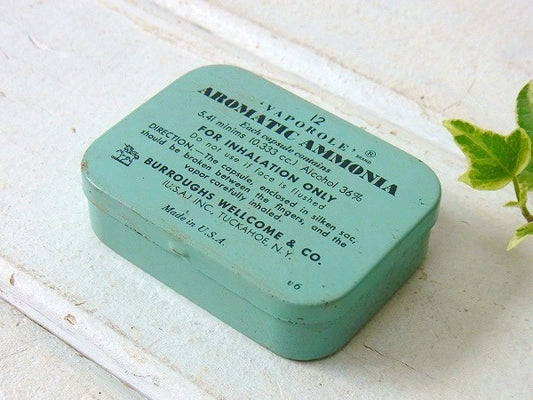 12
'VAPOROLE' ® BRAND
AROMATIC AMMONIA
Each capsule contains
5.41 minims (0.333 cc.) Alcohol 36%
FOR INHALATION ONLY
Do not use if face is flushed
DIRECTION.—The capsule, enclosed in silken sac,
should be broken between the fingers, and the
vapor carefully inhaled.
BURROUGHS WELLCOME & CO.
(U.S.A.) INC., TUCKAHOE, N.Y.
Made in U.S.A.
v6